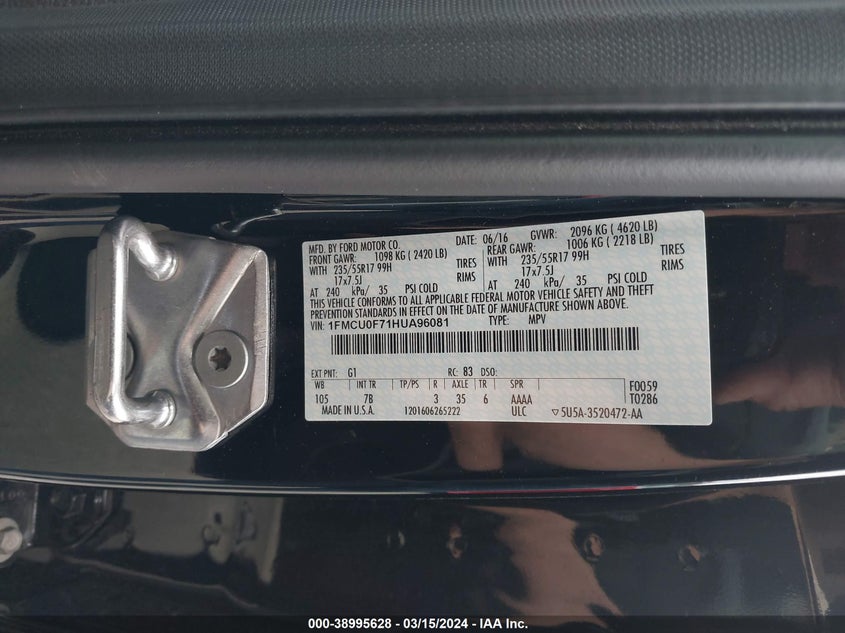 MFD. BY FORD MOTOR CO. DATE: 06/16 GVWR: 2096 KG ( 4620 LB)
FRONT GAWR: 1098 KG ( 2420 LB) REAR GAWR: 1006 KG ( 2218 LB)
WITH 235/55R17 99H TIRES WITH 235/55R17 99H TIRES
17x7.5J RIMS 17x7.5J RIMS
AT 240 kPa/ 35 PSI COLD AT 240 kPa/ 35 PSI COLD
THIS VEHICLE CONFORMS TO ALL APPLICABLE FEDERAL MOTOR VEHICLE SAFETY AND THEFT
PREVENTION STANDARDS IN EFFECT ON THE DATE OF MANUFACTURE SHOWN ABOVE.
VIN: 1FMCU0F71HUA96081 TYPE: MPV
EXT PNT: G1 RC: 83 DSO:
WB INT TR TP/PS R AXLE TR SPR F0059
105 7B 3 35 6 AAAA T0286
MADE IN U.S.A. 1201606265222 ULC ▽5U5A-3520472-AA
000-38995628 - 03/15/2024 - IAA Inc.